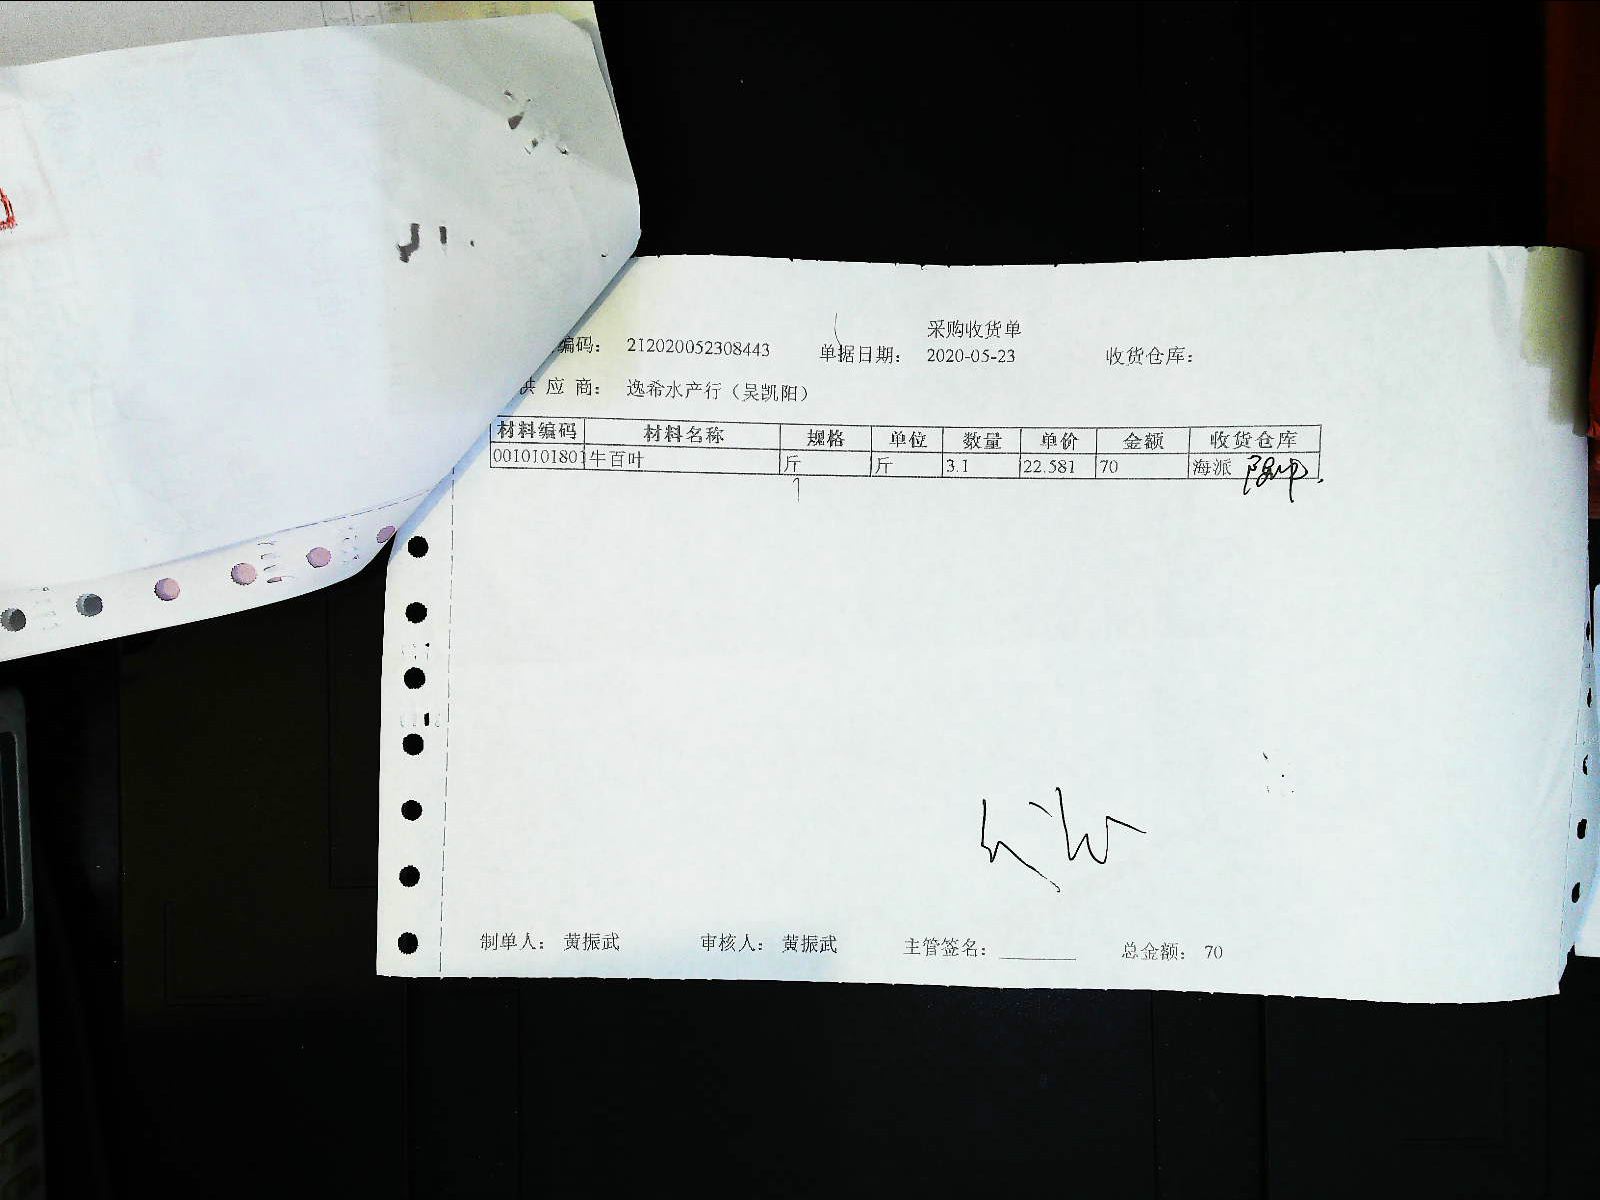 采购收货单
编码： 212020052308443 单据日期： 2020-05-23 收货仓库：
供 应 商： 逸希水产行（吴凯阳）
材料编码 材料名称 规格 单位 数量 单价 金额 收货仓库
0010101801 牛百叶 斤 斤 3.1 22.581 70 海派
制单人： 黄振武 审核人： 黄振武 主管签名： 总金额： 70